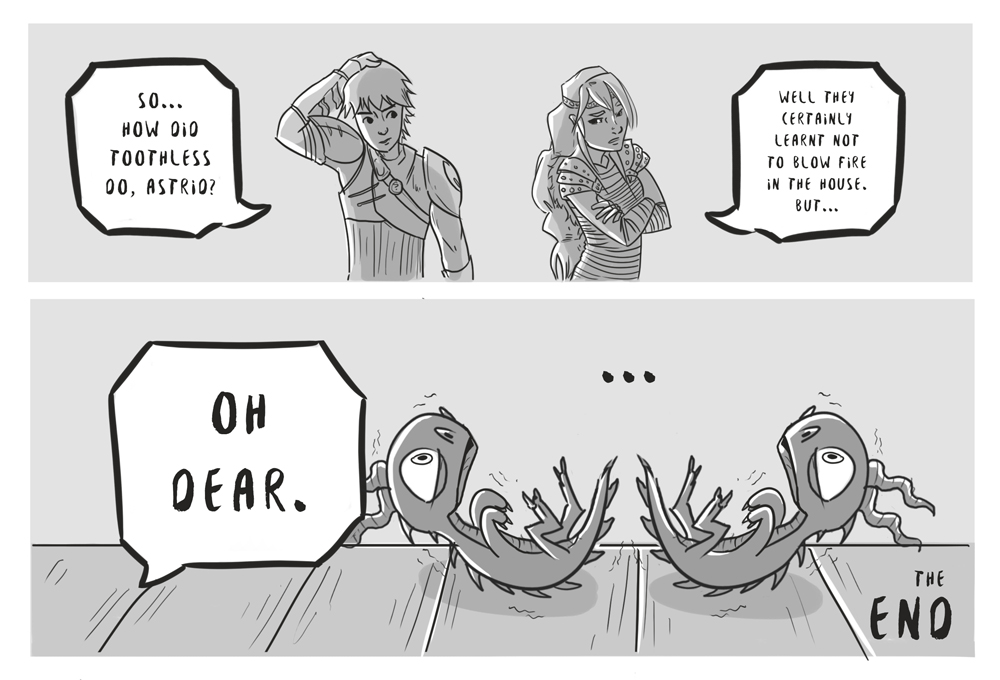 SO...
HOW DID
TOOTHLESS
DO, ASTRID?
WELL THEY
CERTAINLY
LEARNT NOT
TO BLOW FIRE
IN THE HOUSE.
BUT...
OH
DEAR.
...
THE
END